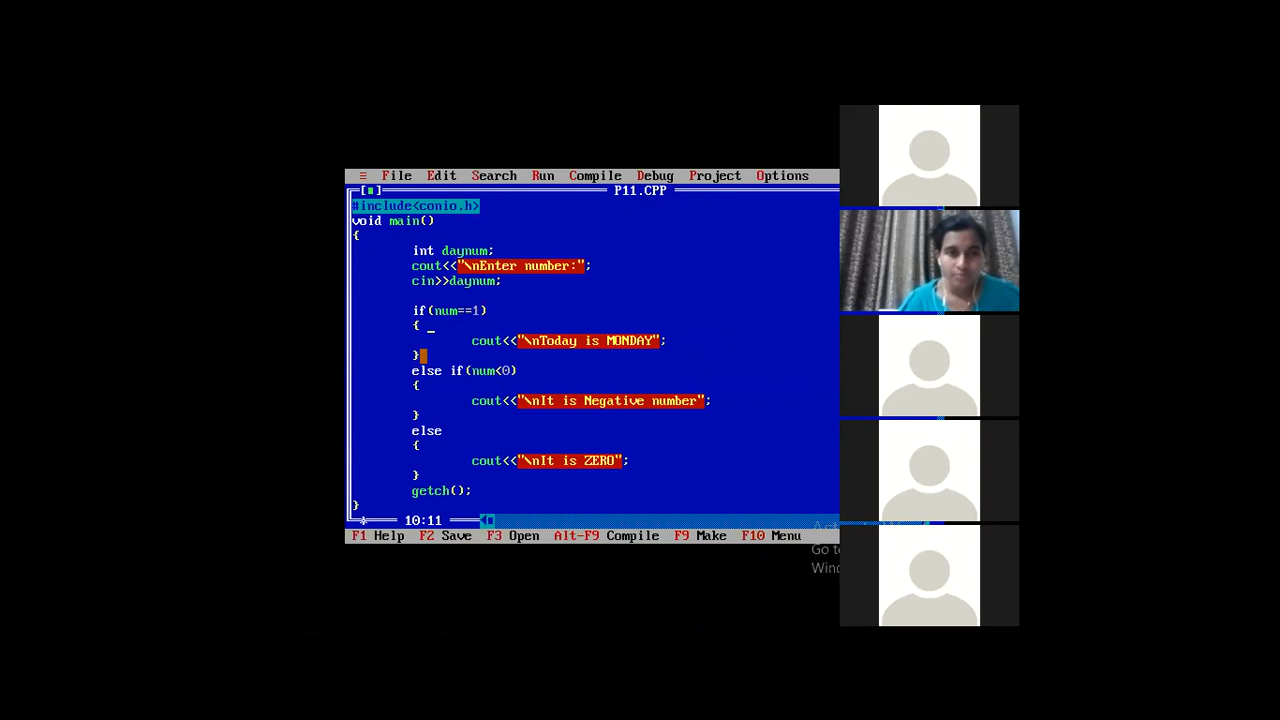 ≡ File Edit Search Run Compile Debug Project Options
[■] P11.CPP
#include<conio.h>
void main()
{
int daynum;
cout<<"\nEnter number:";
cin>>daynum;
if(num==1)
{ _
cout<<"\nToday is MONDAY";
}
else if(num<0)
{
cout<<"\nIt is Negative number";
}
else
{
cout<<"\nIt is ZERO";
}
getch();
}
10:11
F1 Help F2 Save F3 Open Alt-F9 Compile F9 Make F10 Menu
Go to